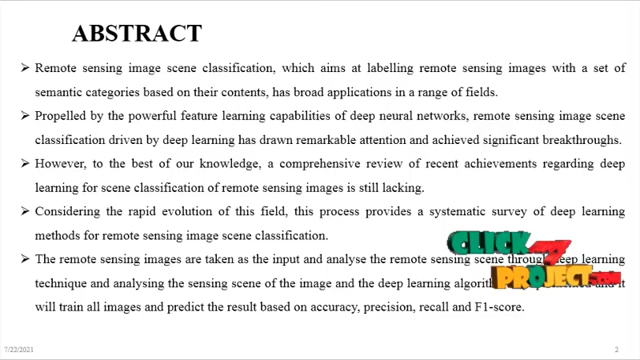 ABSTRACT
➢ Remote sensing image scene classification, which aims at labelling remote sensing images with a set of
semantic categories based on their contents, has broad applications in a range of fields.
➢ Propelled by the powerful feature learning capabilities of deep neural networks, remote sensing image scene
classification driven by deep learning has drawn remarkable attention and achieved significant breakthroughs.
➢ However, to the best of our knowledge, a comprehensive review of recent achievements regarding deep
learning for scene classification of remote sensing images is still lacking.
➢ Considering the rapid evolution of this field, this process provides a systematic survey of deep learning
methods for remote sensing image scene classification.
➢ The remote sensing images are taken as the input and analyse the remote sensing scene through deep learning
technique and analysing the sensing scene of the image and the deep learning it
will train all images and predict the result based on accuracy, precision, recall and F1-score.
CLICK
PROJECT.com
7/22/2021
2